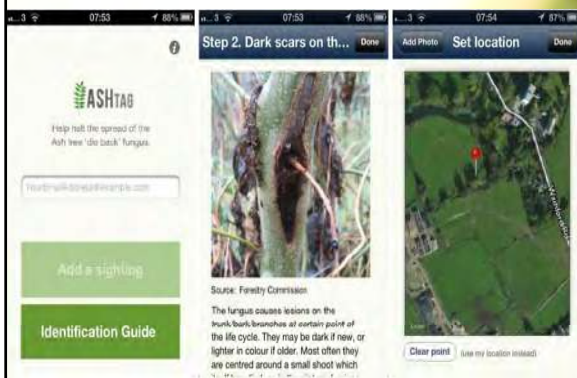 3 07:53 88%
ASHTAG
Help halt the spread of the
Ash tree 'die back' fungus.
Add a sighting
Identification Guide
3 07:53 88%
Step 2. Dark scars on th... Done
Source: Forestry Commission
The fungus causes lesions on the
trunk/bark/branches at certain point of
the life cycle. They may be dark if new, or
lighter in colour if older. Most often they
are centred around a small shoot which
3 07:54 87%
Add Photo Set location Done
Clear point (use my location instead)